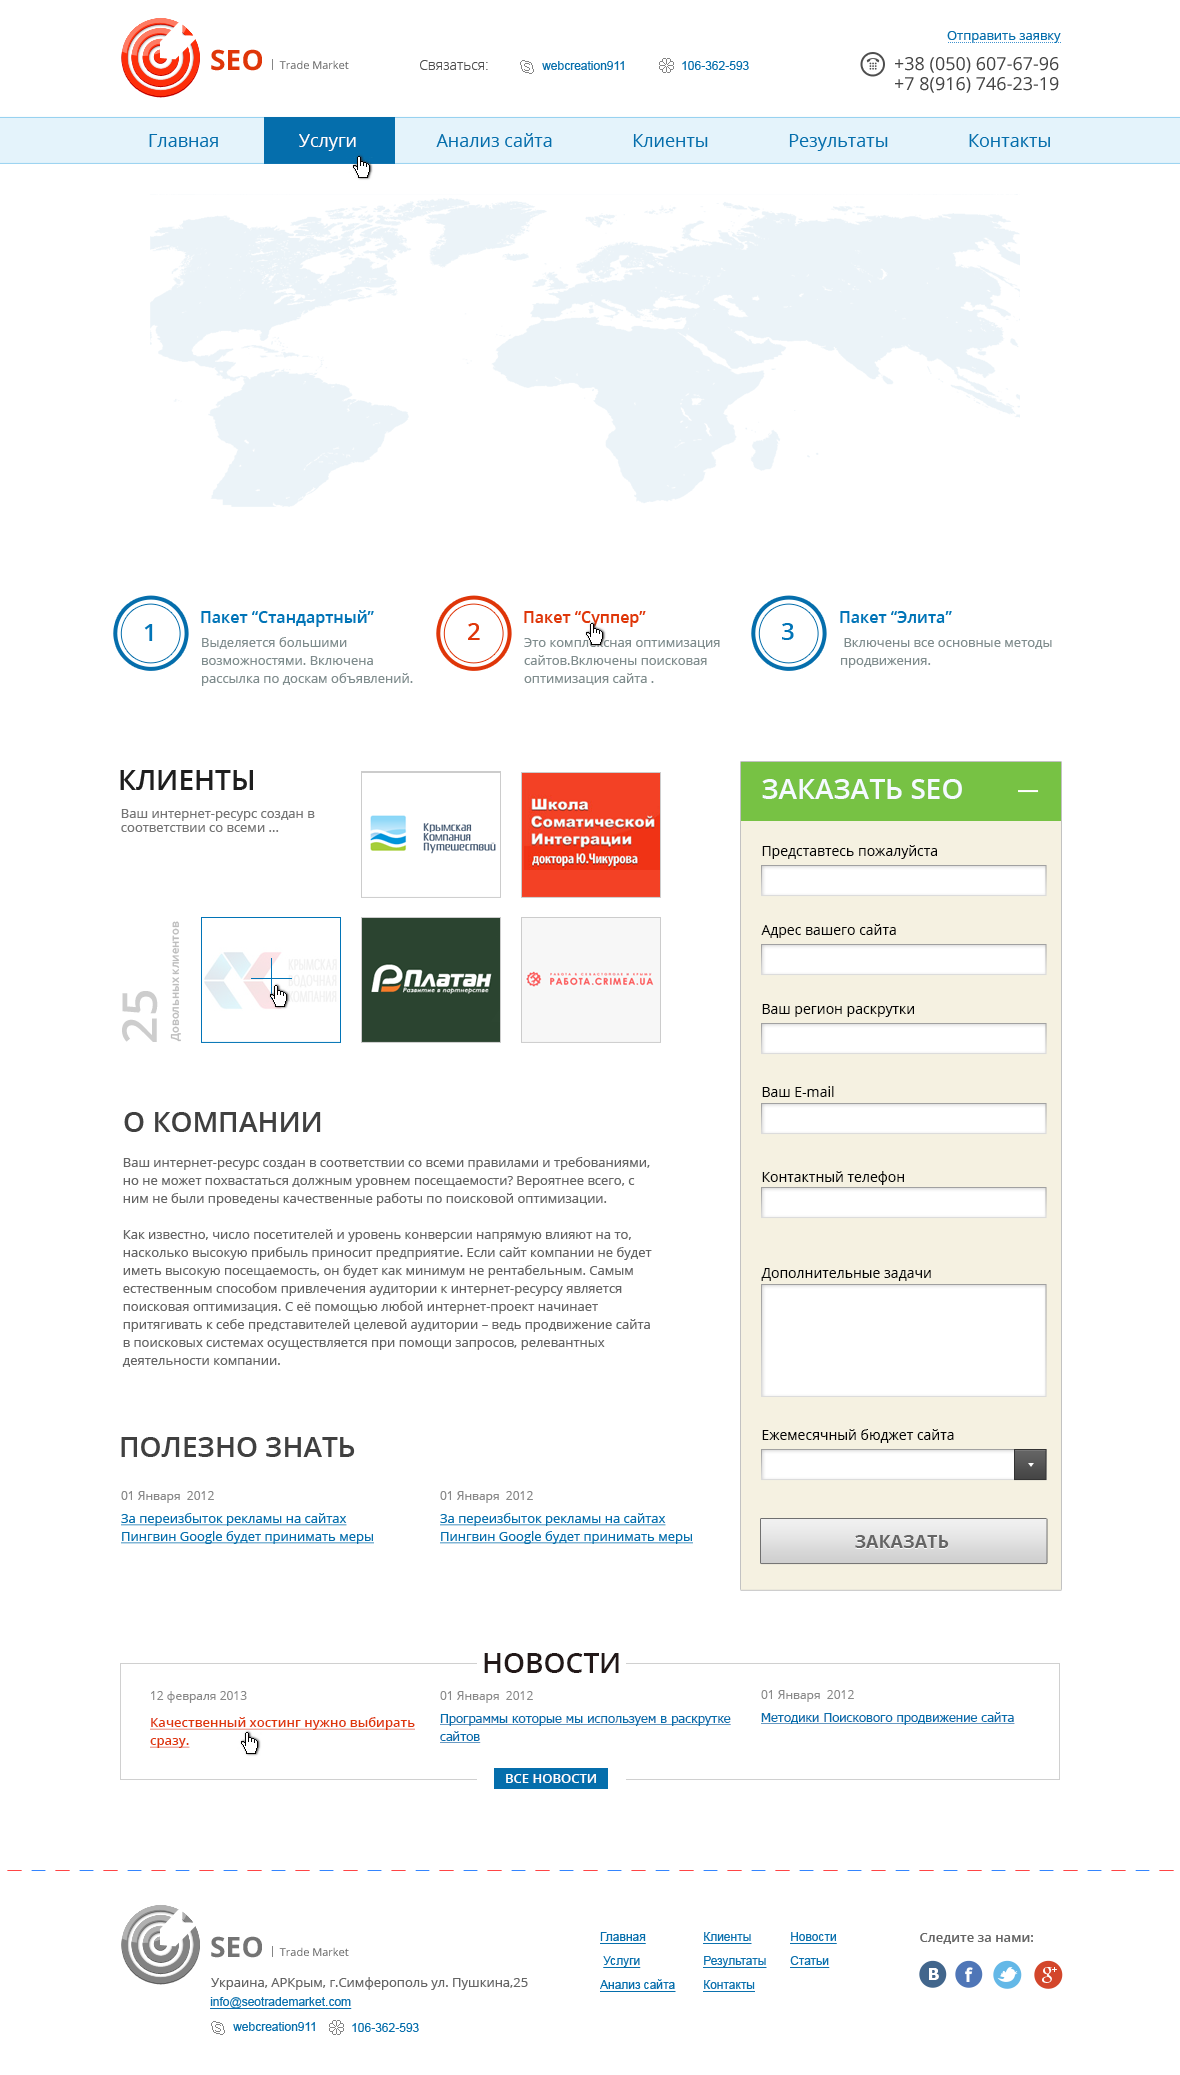 SEO | Trade Market
Связаться:
webcreation911
106-362-593
Отправить заявку
+38 (050) 607-67-96
+7 8(916) 746-23-19
Главная
Услуги
Анализ сайта
Клиенты
Результаты
Контакты
1
Пакет “Стандартный”
Выделяется большими
возможностями. Включена
рассылка по доскам объявлений.
2
Пакет “Суппер”
Это комплексная оптимизация
сайтов.Включены поисковая
оптимизация сайта .
3
Пакет “Элита”
Включены все основные методы
продвижения.
КЛИЕНТЫ
Ваш интернет-ресурс создан в
соответствии со всеми ...
Крымская
Компания
Путешествий
Школа
Соматической
Интеграции
доктора Ю.Чикурова
25
Довольных клиентов
КРЫМСКАЯ
ВОДОЧНАЯ
КОМПАНИЯ
Платан
Развитие в партнерстве
РАБОТА В СЕВАСТОПОЛЕ И КРЫМУ
РАБОТА.CRIMEA.UA
О КОМПАНИИ
Ваш интернет-ресурс создан в соответствии со всеми правилами и требованиями,
но не может похвастаться должным уровнем посещаемости? Вероятнее всего, с
ним не были проведены качественные работы по поисковой оптимизации.
Как известно, число посетителей и уровень конверсии напрямую влияют на то,
насколько высокую прибыль приносит предприятие. Если сайт компании не будет
иметь высокую посещаемость, он будет как минимум не рентабельным. Самым
естественным способом привлечения аудитории к интернет-ресурсу является
поисковая оптимизация. С её помощью любой интернет-проект начинает
притягивать к себе представителей целевой аудитории – ведь продвижение сайта
в поисковых системах осуществляется при помощи запросов, релевантных
деятельности компании.
ПОЛЕЗНО ЗНАТЬ
01 Января 2012
За переизбыток рекламы на сайтах
Пингвин Google будет принимать меры
01 Января 2012
За переизбыток рекламы на сайтах
Пингвин Google будет принимать меры
ЗАКАЗАТЬ SEO
Представтесь пожалуйста
Адрес вашего сайта
Ваш регион раскрутки
Ваш E-mail
Контактный телефон
Дополнительные задачи
Ежемесячный бюджет сайта
ЗАКАЗАТЬ
НОВОСТИ
12 февраля 2013
Качественный хостинг нужно выбирать
сразу.
01 Января 2012
Программы которые мы используем в раскрутке
сайтов
01 Января 2012
Методики Поискового продвижение сайта
ВСЕ НОВОСТИ
SEO | Trade Market
Украина, АРКрым, г.Симферополь ул. Пушкина,25
info@seotrademarket.com
webcreation911
106-362-593
Главная
Услуги
Анализ сайта
Клиенты
Результаты
Контакты
Новости
Статьи
Следите за нами:
В
f
g+